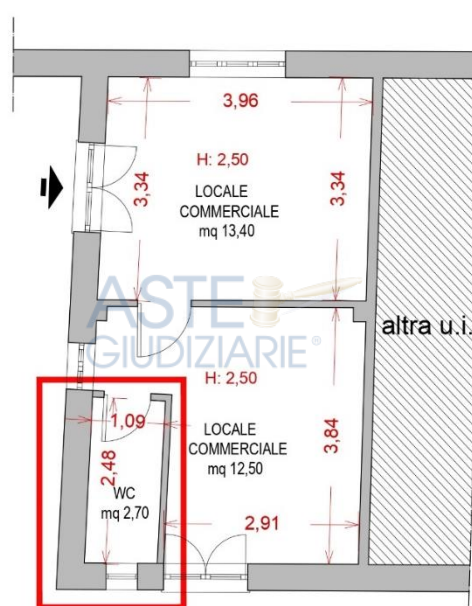 3,96
3,34
H: 2,50
3,34
LOCALE
COMMERCIALE
mq 13,40
ASTE
GIUDIZIARIE®
altra u.i.
H: 2,50
1,09
LOCALE
COMMERCIALE
mq 12,50
3,84
2,48
WC
mq 2,70
2,91